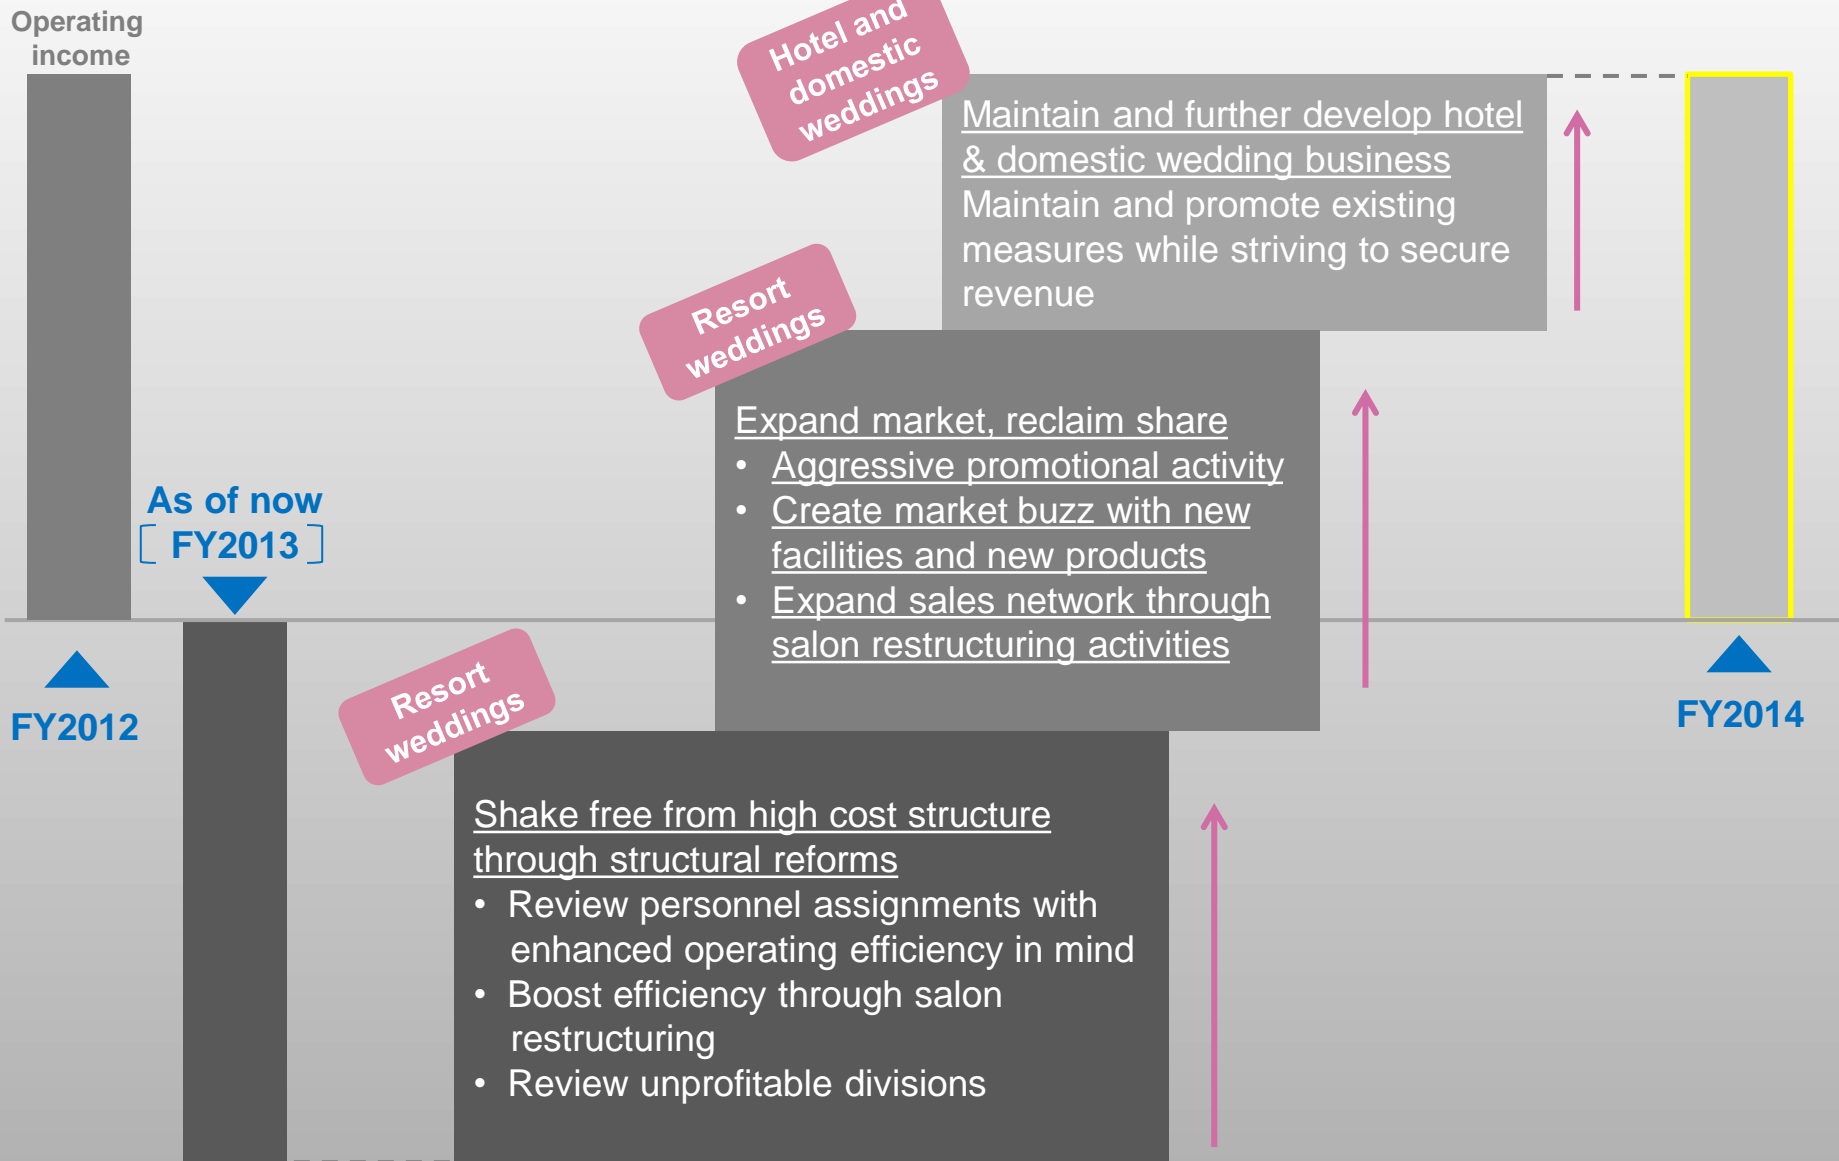 Operating
income
Hotel and
domestic
weddings
Maintain and further develop hotel
& domestic wedding business
Maintain and promote existing
measures while striving to secure
revenue
Resort
weddings
Expand market, reclaim share
• Aggressive promotional activity
• Create market buzz with new
facilities and new products
• Expand sales network through
salon restructuring activities
As of now
[ FY2013 ]
FY2012
FY2014
Resort
weddings
Shake free from high cost structure
through structural reforms
• Review personnel assignments with
enhanced operating efficiency in mind
• Boost efficiency through salon
restructuring
• Review unprofitable divisions